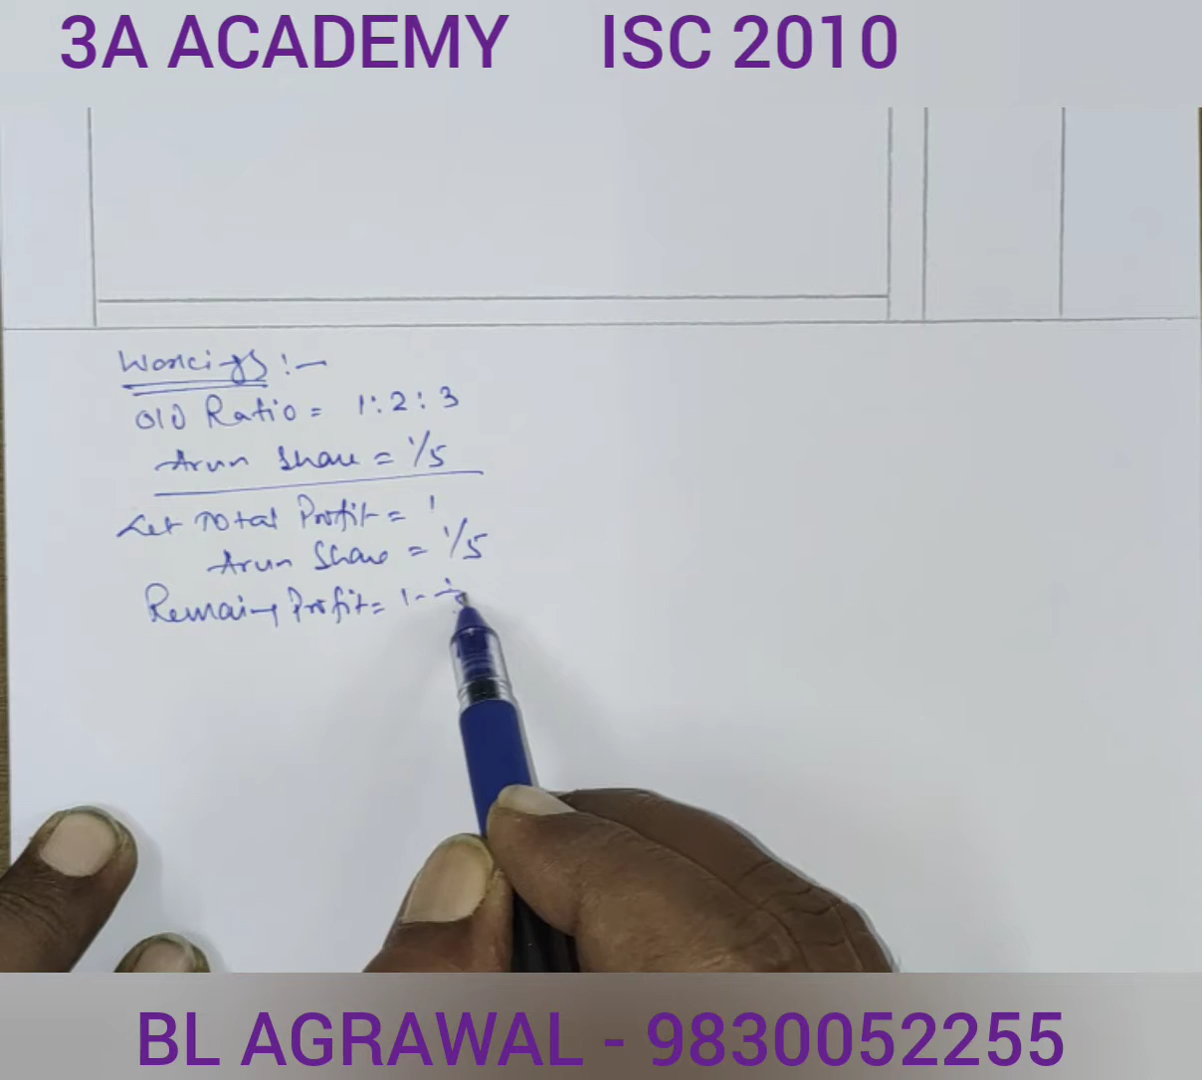 3A ACADEMY ISC 2010
Workings :-
Old Ratio = 1:2:3
Arun Share = 1/5
Let Total Profit = 1
Arun Share = 1/5
Remaing Profit = 1 -
BL AGRAWAL - 9830052255